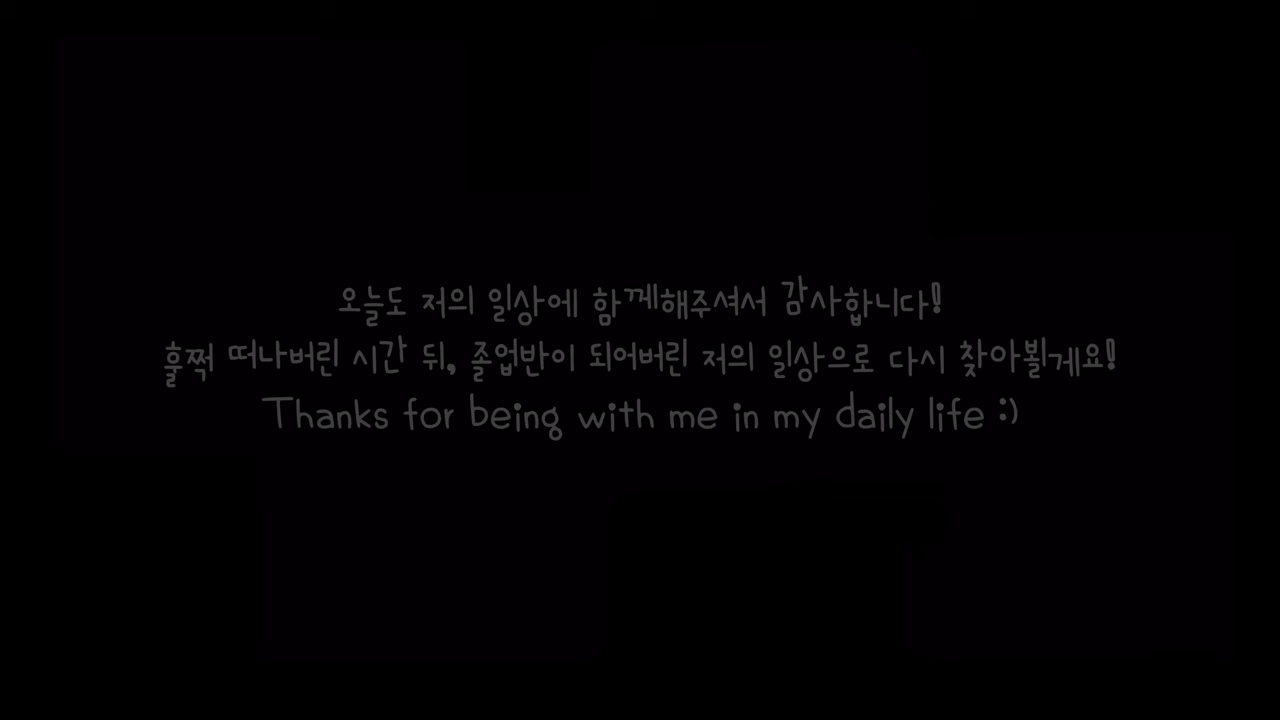 오늘도 저의 일상에 함께해주셔서 감사합니다!
훌쩍 떠나버린 시간 뒤, 졸업반이 되어버린 저의 일상으로 다시 찾아뵐게요!
Thanks for being with me in my daily life :)